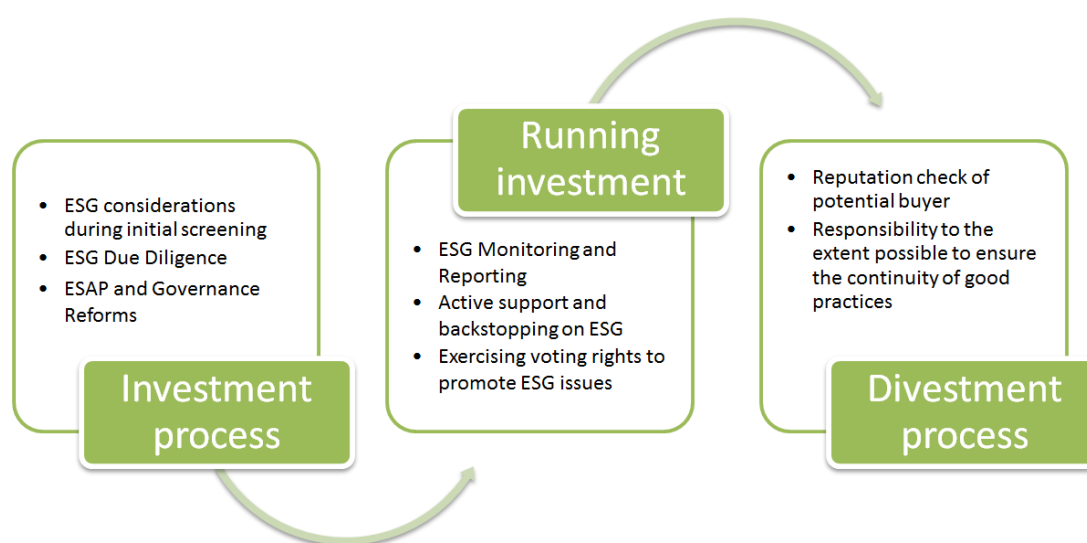 • ESG considerations
during initial screening
• ESG Due Diligence
• ESAP and Governance
Reforms
Investment
process
Running
investment
• ESG Monitoring and
Reporting
• Active support and
backstopping on ESG
• Exercising voting rights to
promote ESG issues
• Reputation check of
potential buyer
• Responsibility to the
extent possible to ensure
the continuity of good
practices
Divestment
process